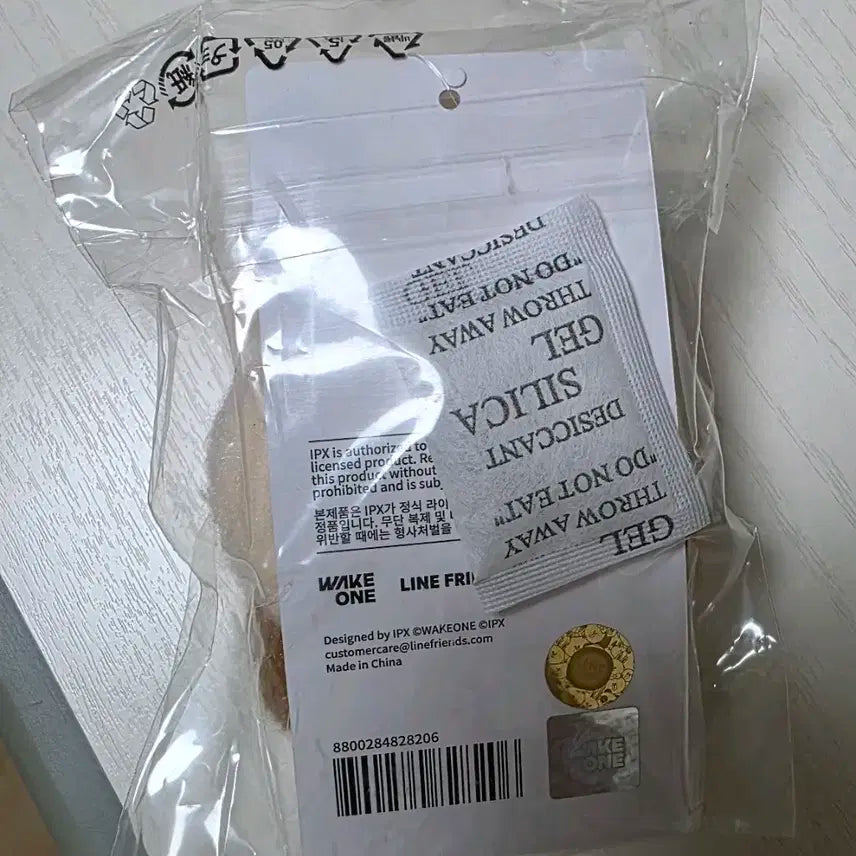 DESICCANT
GEL
"DO NOT EAT"
THROW AWAY
GEL
SILICA
DESICCANT
"DO NOT EAT"
THROW AWAY
GEL
IPX is authorized to
licensed product. Re
this product without
prohibited and is sub
본제품은 IPX가 정식 라이
정품입니다. 무단 복제 및
위반할 때에는 형사처벌을
WAKE
ONE
LINE FRI
Designed by IPX ©WAKEONE ©IPX
customercare@linefriends.com
Made in China
8800284828206
WAKE
ONE